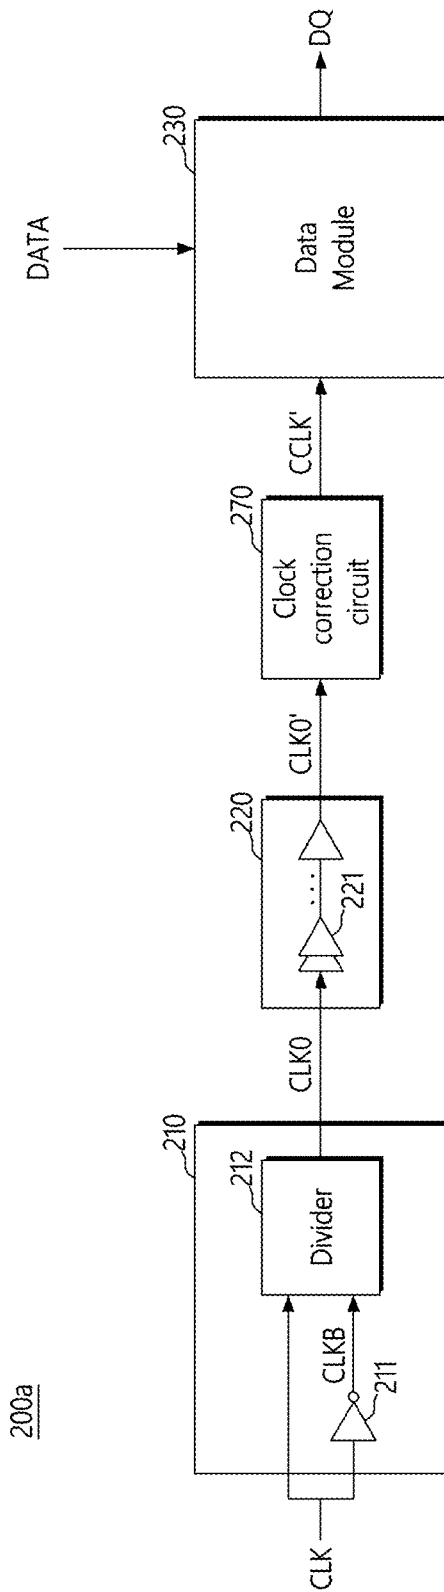 200a
CLK
CLKB
211
210
212
Divider
CLK0
220
221
CLK0'
270
Clock
correction
circuit
CCLK'
DATA
230
Data
Module
DQ